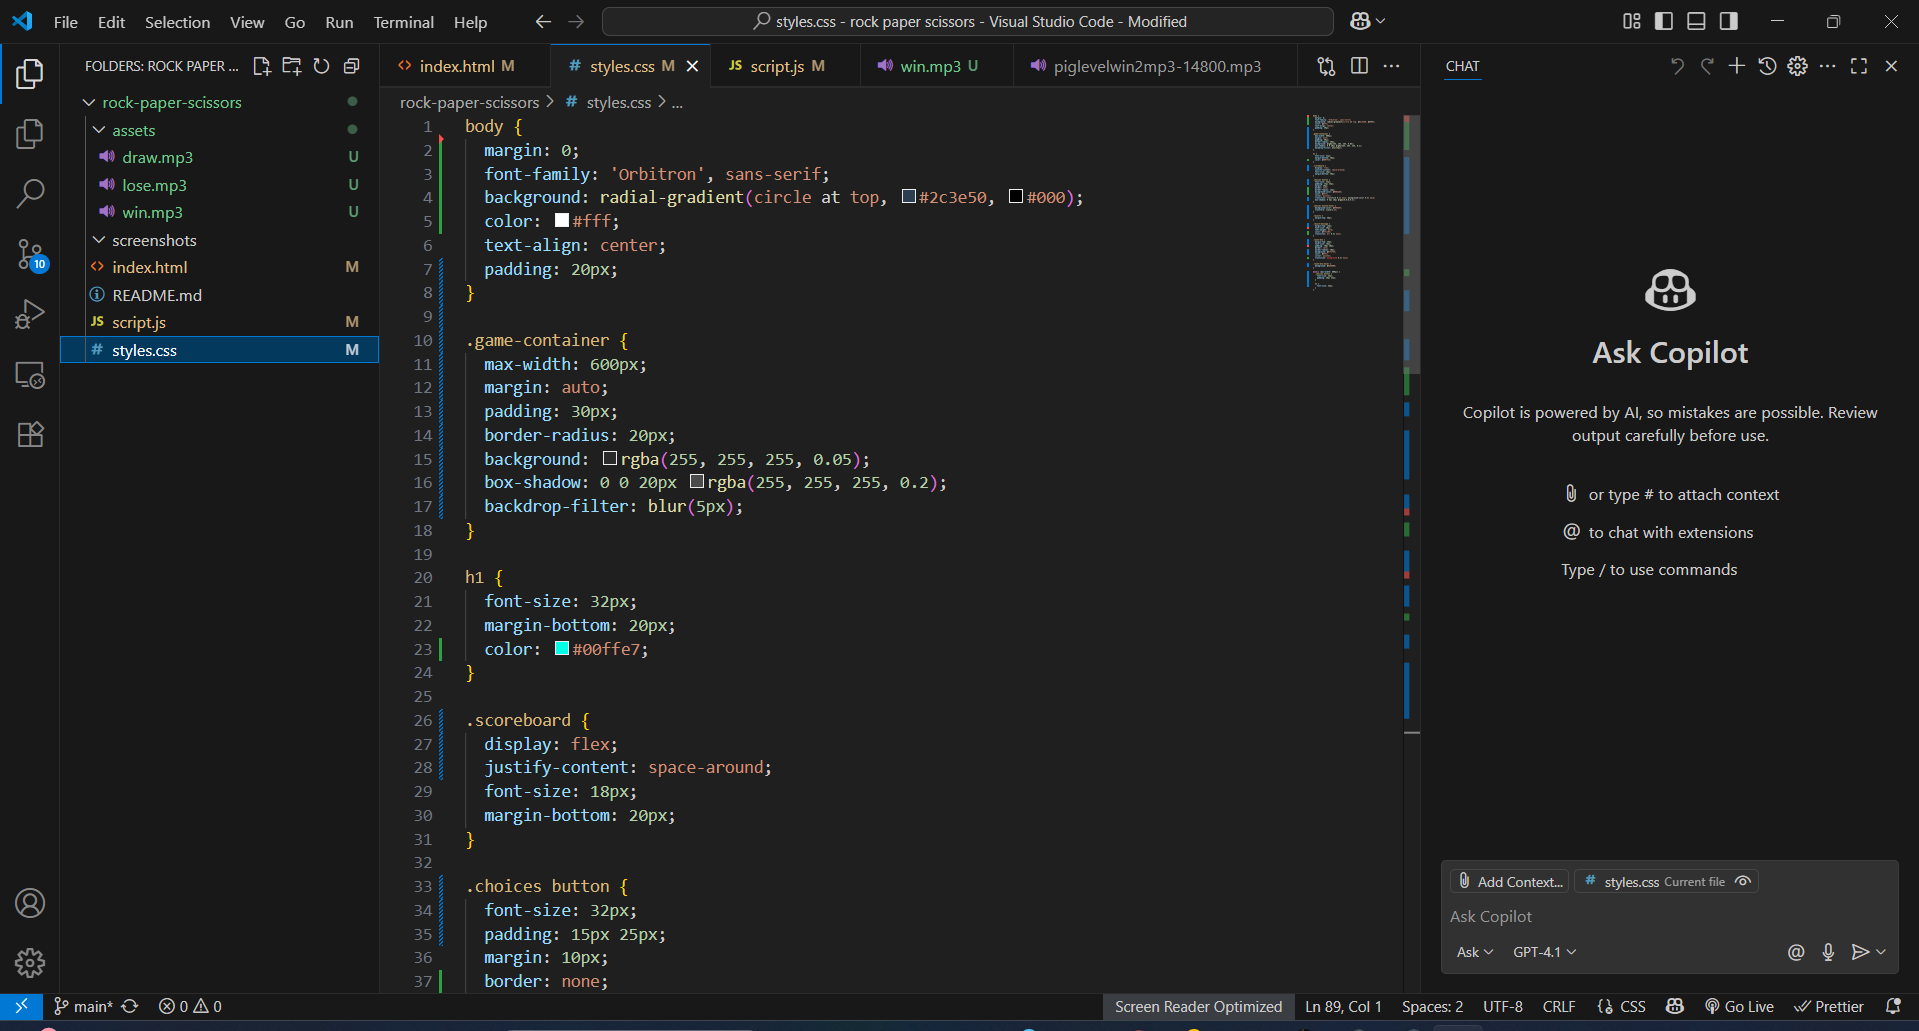 File Edit Selection View Go Run Terminal Help
styles.css - rock paper scissors - Visual Studio Code - Modified
FOLDERS: ROCK PAPER ...
index.html M
styles.css M
script.js M
win.mp3 U
piglevelwin2mp3-14800.mp3
CHAT
rock-paper-scissors
assets
draw.mp3 U
lose.mp3 U
win.mp3 U
screenshots
index.html M
README.md
script.js M
styles.css M
10
rock-paper-scissors > # styles.css > ...
1 body {
2 margin: 0;
3 font-family: 'Orbitron', sans-serif;
4 background: radial-gradient(circle at top, #2c3e50, #000);
5 color: #fff;
6 text-align: center;
7 padding: 20px;
8 }
9
10 .game-container {
11 max-width: 600px;
12 margin: auto;
13 padding: 30px;
14 border-radius: 20px;
15 background: rgba(255, 255, 255, 0.05);
16 box-shadow: 0 0 20px rgba(255, 255, 255, 0.2);
17 backdrop-filter: blur(5px);
18 }
19
20 h1 {
21 font-size: 32px;
22 margin-bottom: 20px;
23 color: #00ffe7;
24 }
25
26 .scoreboard {
27 display: flex;
28 justify-content: space-around;
29 font-size: 18px;
30 margin-bottom: 20px;
31 }
32
33 .choices button {
34 font-size: 32px;
35 padding: 15px 25px;
36 margin: 10px;
37 border: none;
Ask Copilot
Copilot is powered by AI, so mistakes are possible. Review
output carefully before use.
or type # to attach context
@ to chat with extensions
Type / to use commands
Add Context...
# styles.css Current file
Ask Copilot
Ask
GPT-4.1
@
main* 0 0
Screen Reader Optimized
Ln 89, Col 1
Spaces: 2
UTF-8
CRLF
{} CSS
Go Live
Prettier